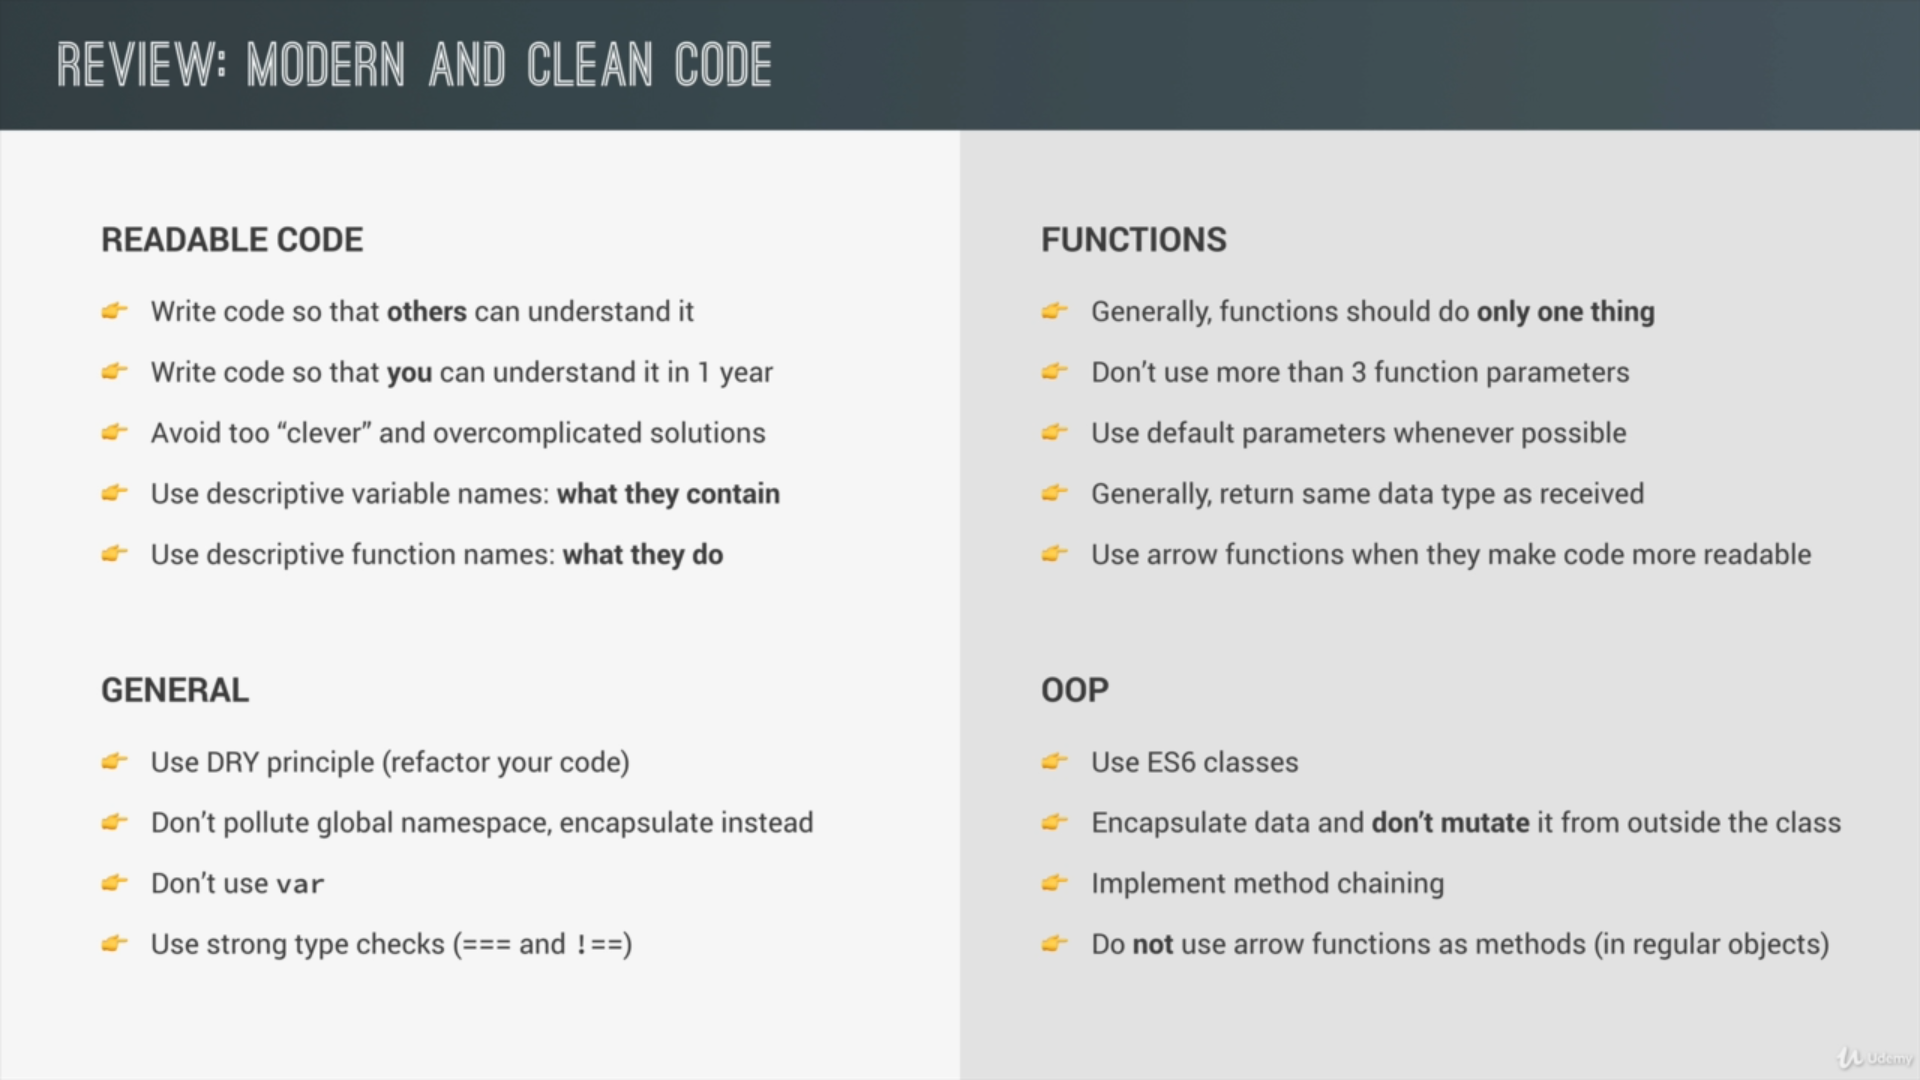 REVIEW: MODERN AND CLEAN CODE
READABLE CODE
👉 Write code so that others can understand it
👉 Write code so that you can understand it in 1 year
👉 Avoid too “clever” and overcomplicated solutions
👉 Use descriptive variable names: what they contain
👉 Use descriptive function names: what they do
GENERAL
👉 Use DRY principle (refactor your code)
👉 Don’t pollute global namespace, encapsulate instead
👉 Don’t use var
👉 Use strong type checks (=== and !==)
FUNCTIONS
👉 Generally, functions should do only one thing
👉 Don’t use more than 3 function parameters
👉 Use default parameters whenever possible
👉 Generally, return same data type as received
👉 Use arrow functions when they make code more readable
OOP
👉 Use ES6 classes
👉 Encapsulate data and don’t mutate it from outside the class
👉 Implement method chaining
👉 Do not use arrow functions as methods (in regular objects)
Udemy